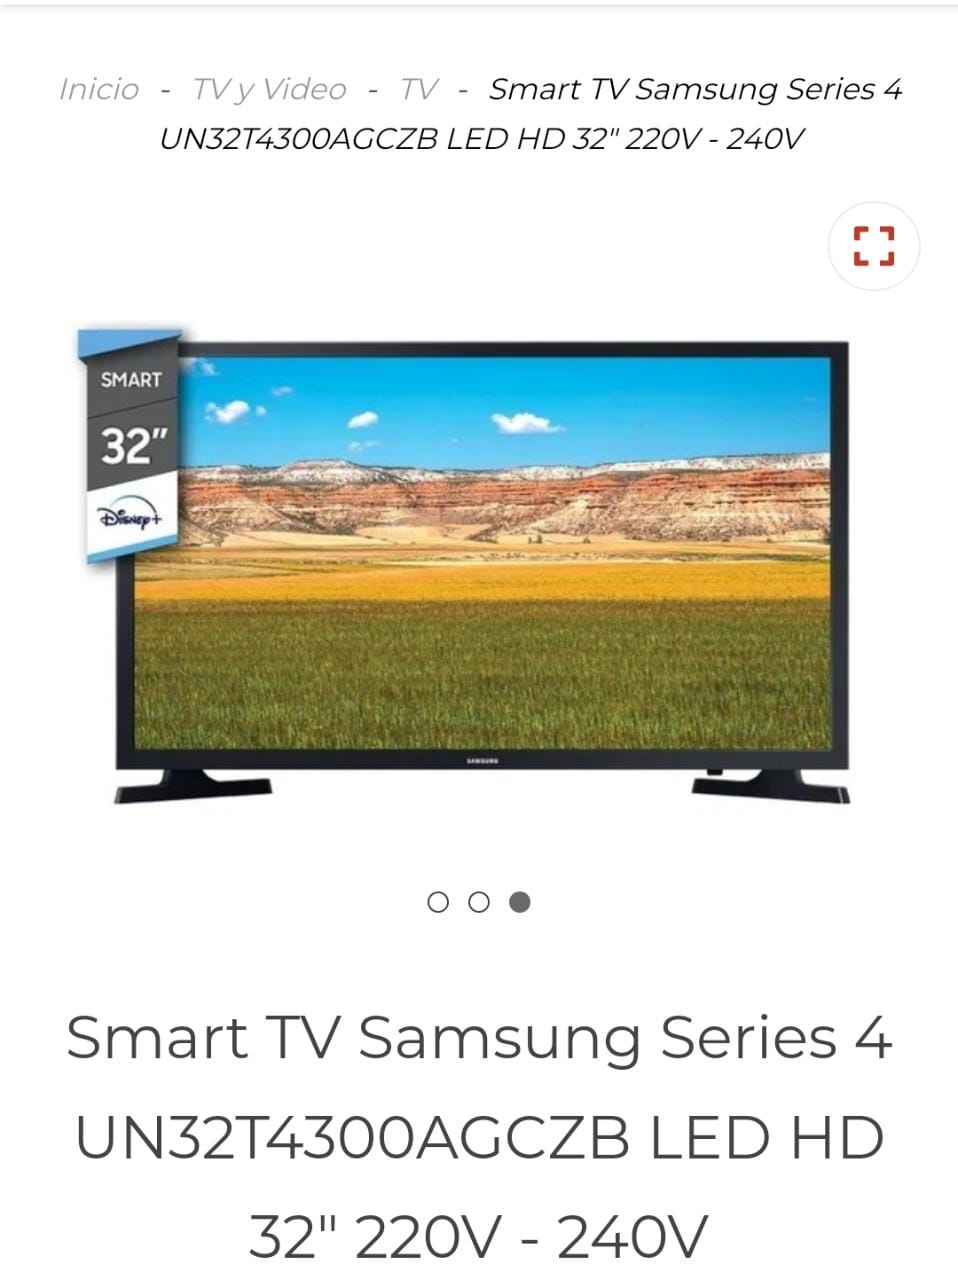 Inicio - TV y Video - TV - Smart TV Samsung Series 4
UN32T4300AGCZB LED HD 32" 220V - 240V
SMART
32"
Disney+
SAMSUNG
Smart TV Samsung Series 4
UN32T4300AGCZB LED HD
32" 220V - 240V